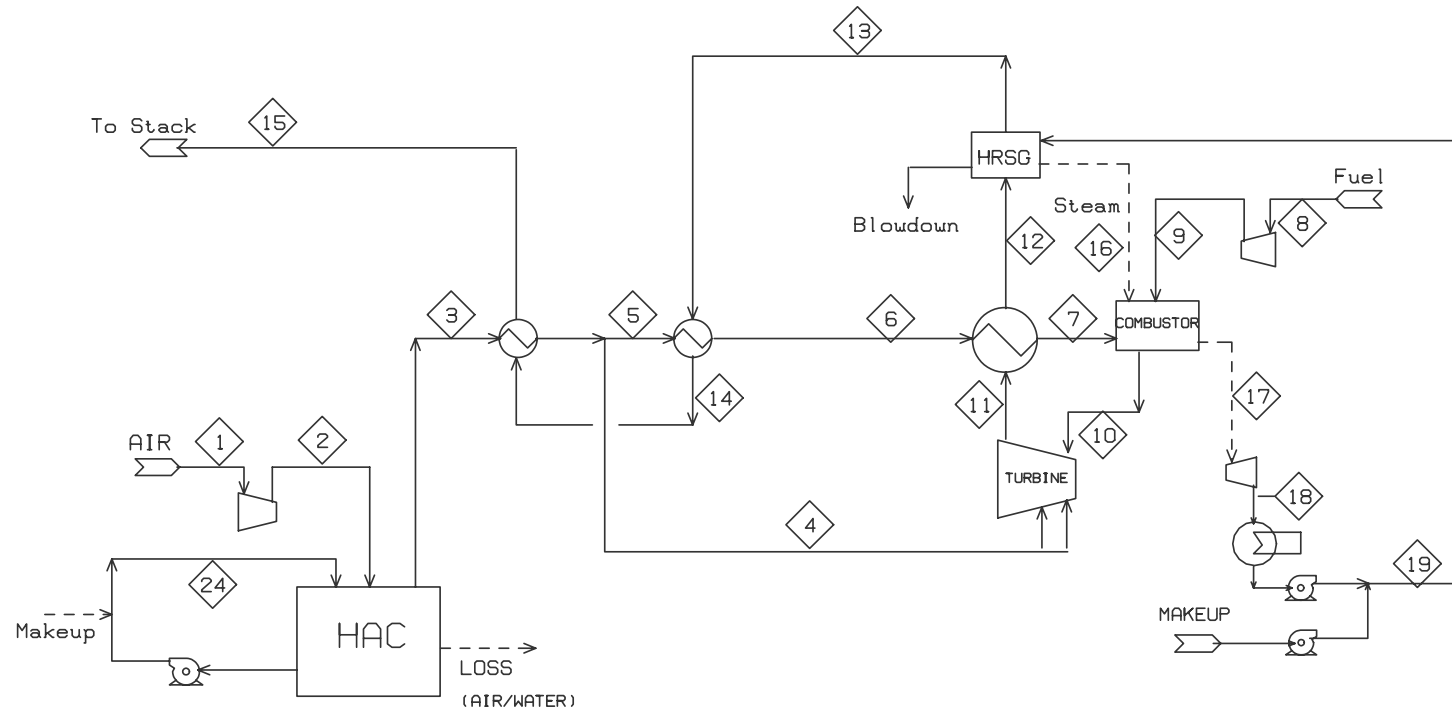 13
To Stack
15
HRSG
Fuel
Steam
Blowdown
12
16
9
8
3
5
6
7
COMBUSTOR
14
11
17
10
AIR
1
2
TURBINE
18
4
19
24
Makeup
HAC
MAKEUP
LOSS
(AIR/WATER)